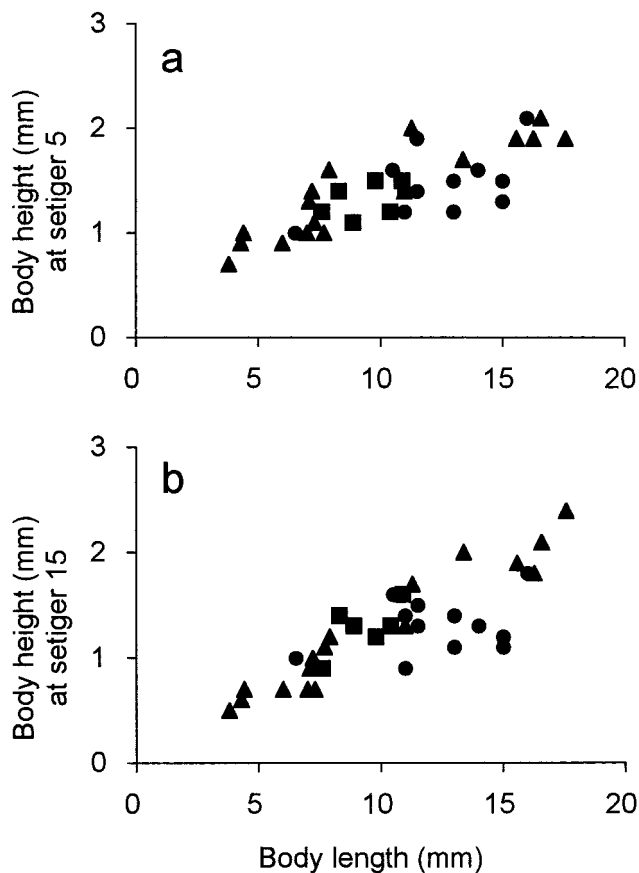 3
a
2
Body height (mm)
at setiger 5
1
0
0 5 10 15 20
3
b
2
Body height (mm)
at setiger 15
1
0
0 5 10 15 20
Body length (mm)